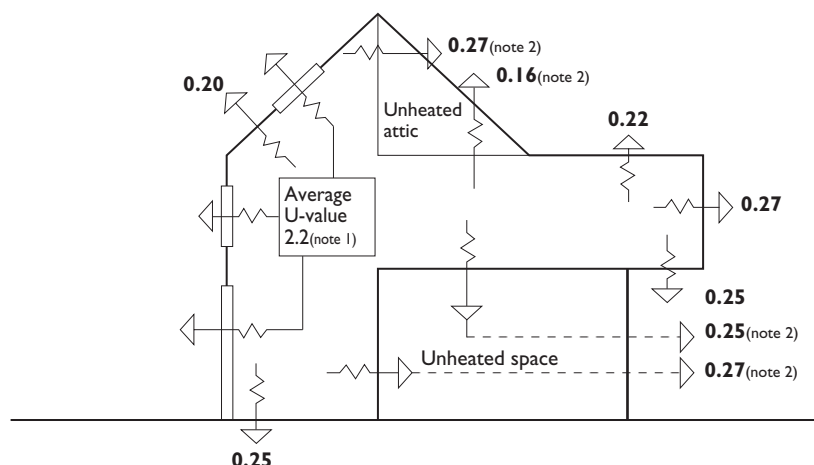 0.27 (note 2)
0.16 (note 2)
0.20
Unheated
attic
0.22
Average
U-value
2.2 (note 1)
0.27
0.25
0.25 (note 2)
Unheated space
0.27 (note 2)
0.25